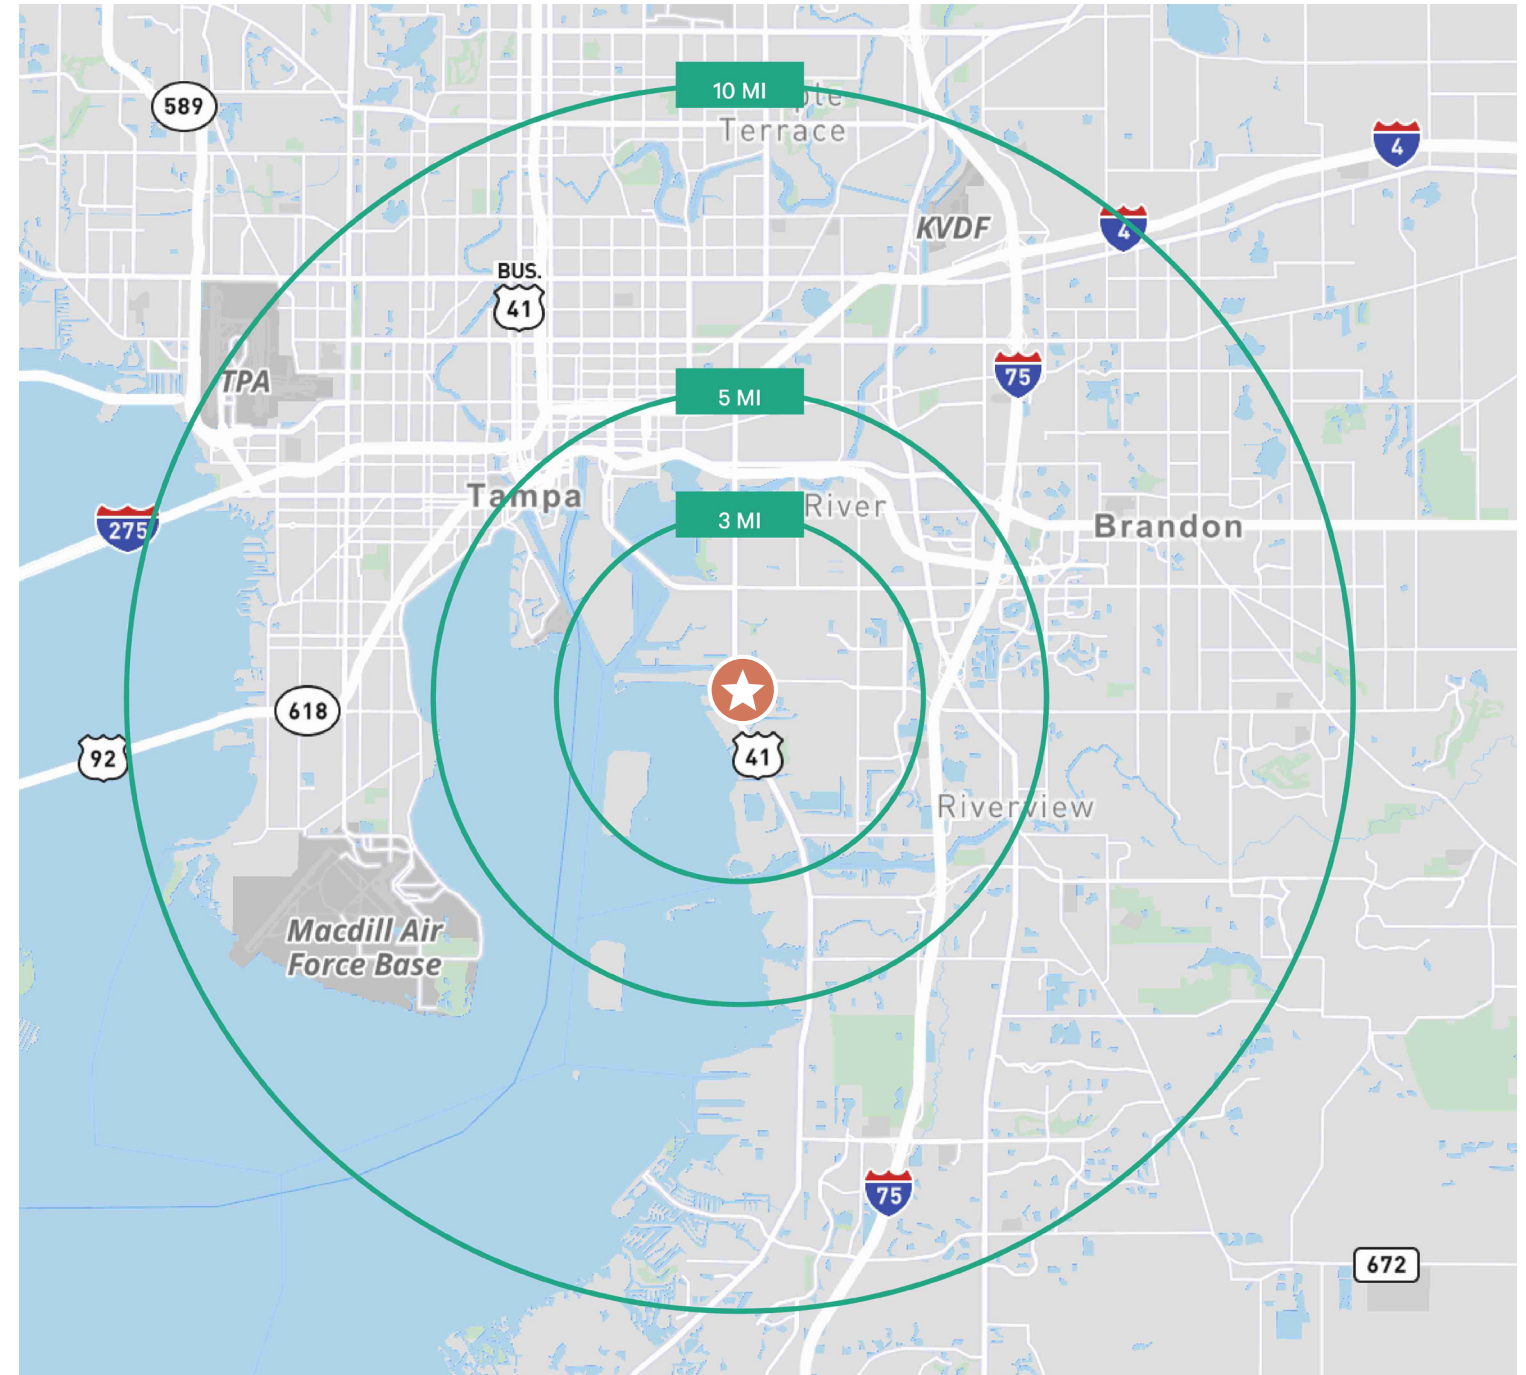 10 MI
589
Terrace
4
4
KVDF
BUS.
41
75
TPA
5 MI
Tampa
3 MI
River
275
Brandon
618
41
92
Riverview
Macdill Air
Force Base
75
672